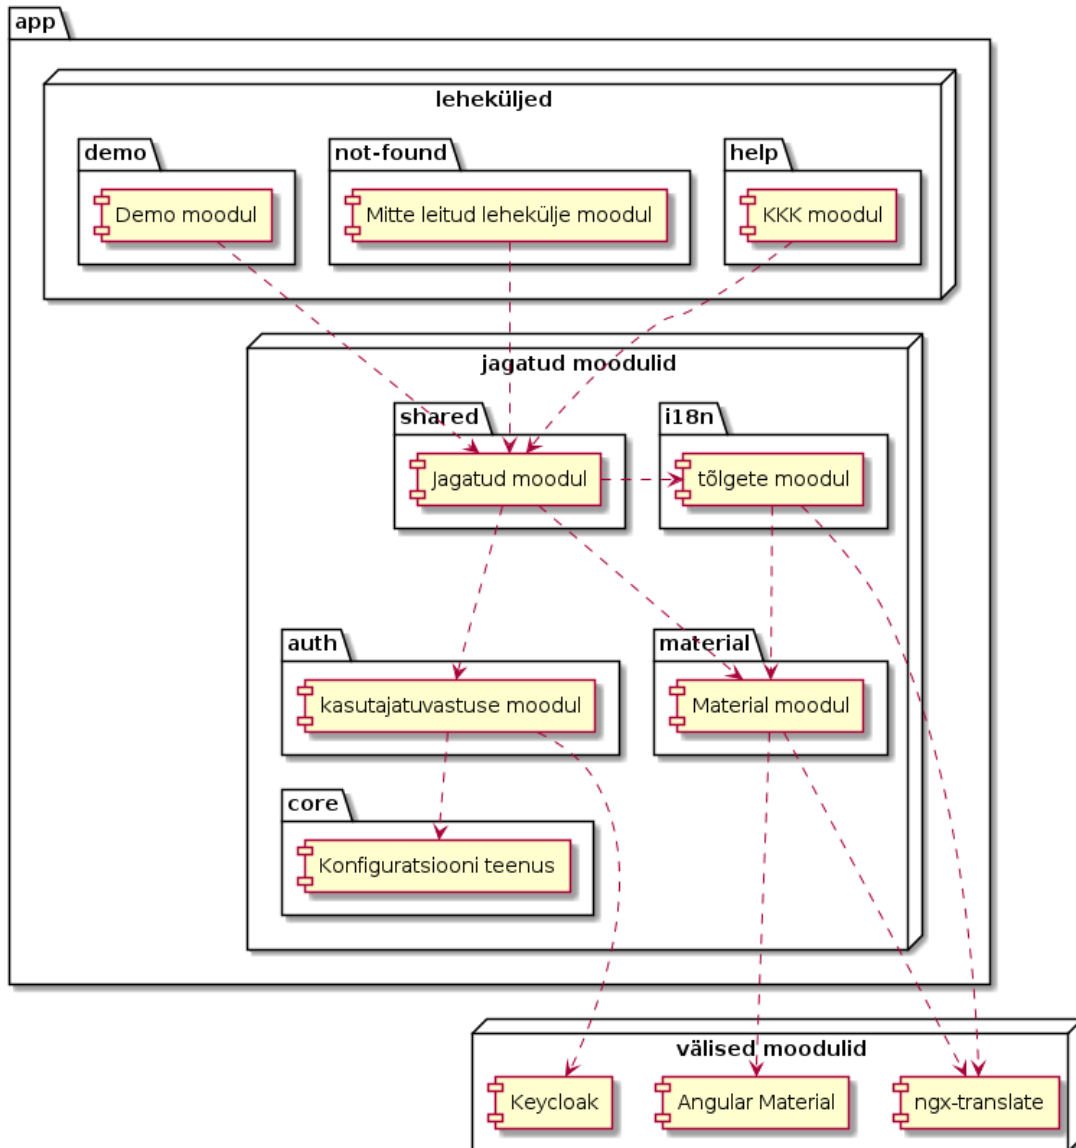 app
leheküljed
demo
not-found
help
Demo moodul
Mitte leitud lehekülje moodul
KKK moodul
jagatud moodulid
shared
i18n
Jagatud moodul
tõlgete moodul
auth
material
kasutajatuvastuse moodul
Material moodul
core
Konfiguratsiooni teenus
välised moodulid
Keycloak
Angular Material
ngx-translate